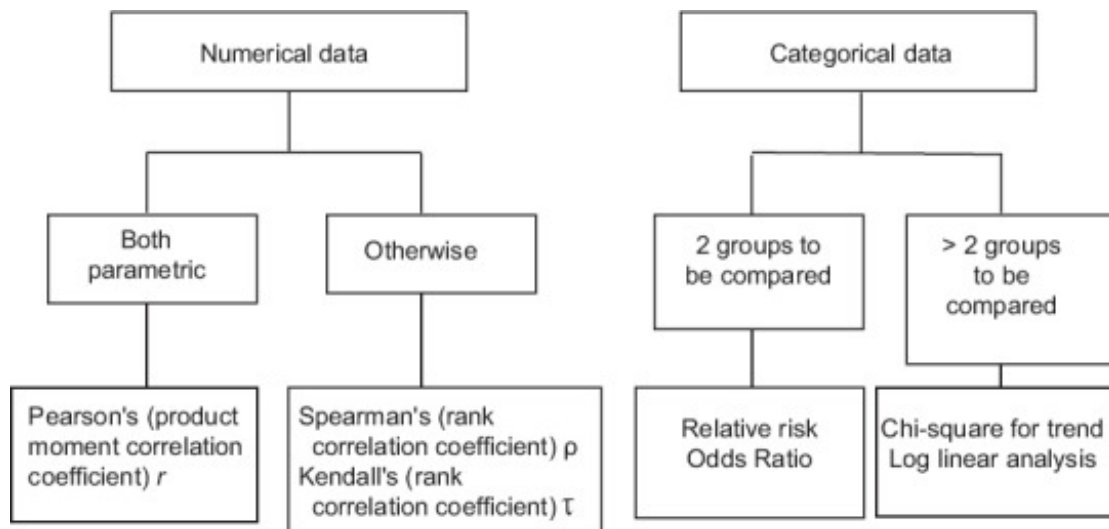 Numerical data
Categorical data
Both
parametric
Otherwise
2 groups to
be compared
> 2 groups
to be
compared
Pearson's (product
moment correlation
coefficient) r
Spearman's (rank
correlation coefficient) ρ
Kendall's (rank
correlation coefficient) τ
Relative risk
Odds Ratio
Chi-square for trend
Log linear analysis